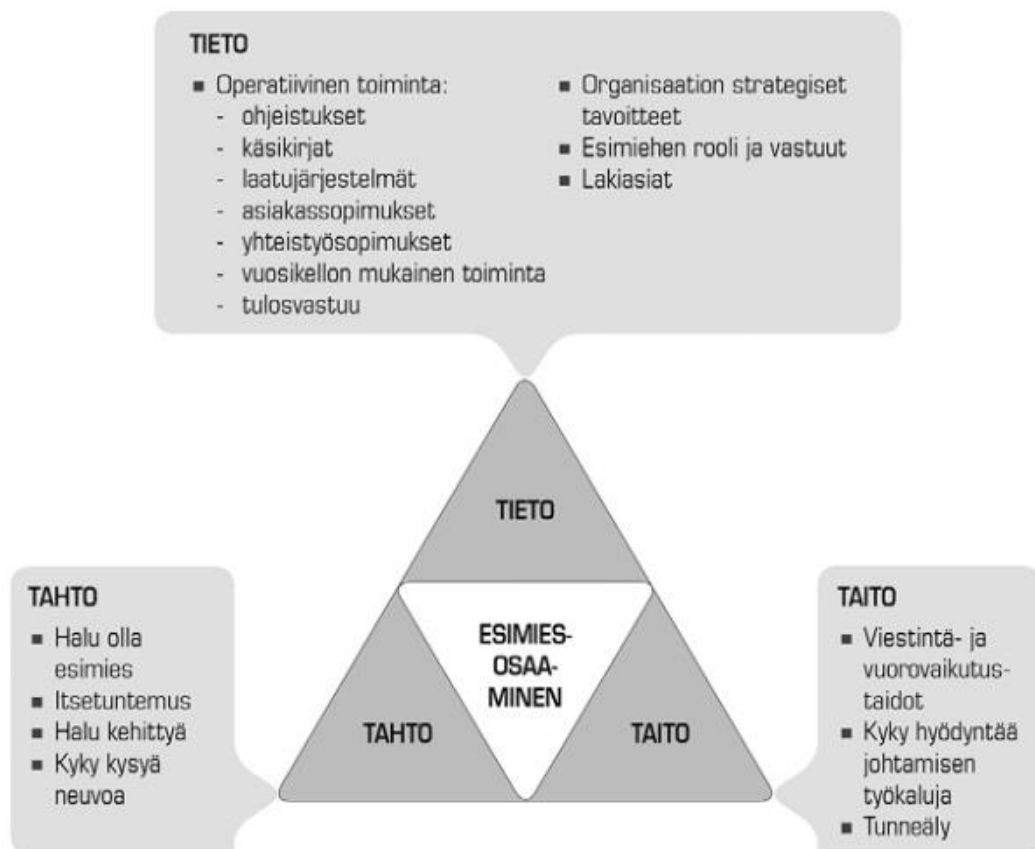 TIETO
■ Operatiivinen toiminta:
- ohjeistukset
- käsikirjat
- laatujärjestelmät
- asiakassopimukset
- yhteistyösopimukset
- vuosikellon mukainen toiminta
- tulosvastuu
■ Organisaation strategiset
tavoitteet
■ Esimiehen rooli ja vastuut
■ Lakiasiat
TIETO
TAHTO
■ Halu olla
esimies
■ Itsetuntemus
■ Halu kehittyä
■ Kyky kysyä
neuvoa
ESIMIES-
OSAA-
MINEN
TAHTO
TAITO
TAITO
■ Viestintä- ja
vuorovaikutus-
taidot
■ Kyky hyödyntää
johtamisen
työkaluja
■ Tunneäly